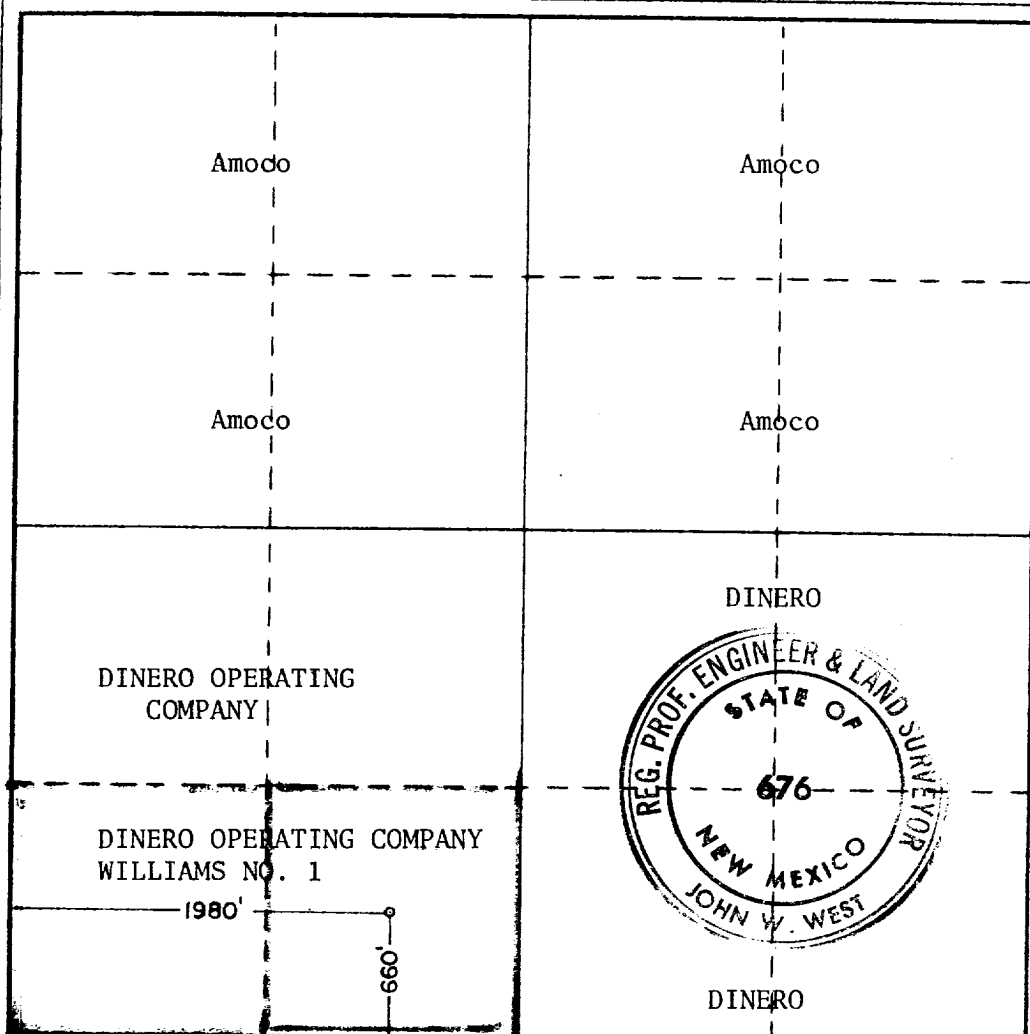 Amoco
Amoco
Amoco
Amoco
DINERO
DINERO OPERATING
COMPANY
REG. PROF. ENGINEER & LAND SURVEYOR
STATE OF
676
NEW MEXICO
JOHN W. WEST
DINERO OPERATING COMPANY
WILLIAMS NO. 1
1980'
660'
DINERO